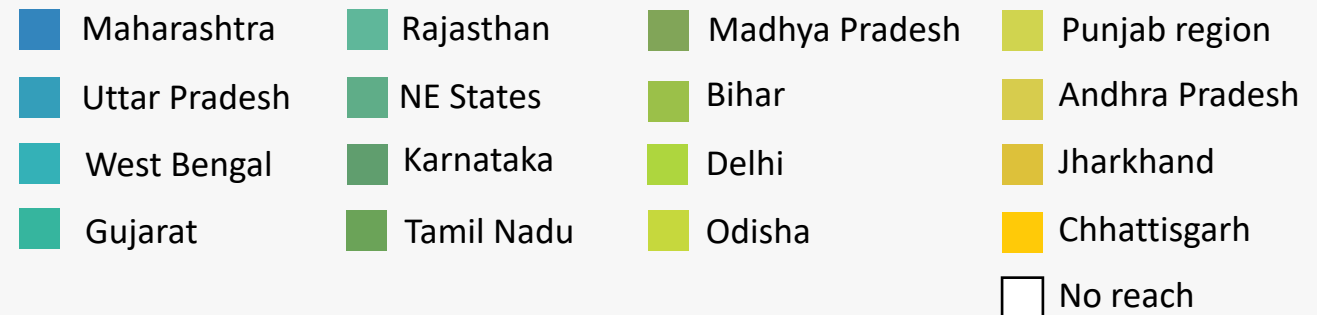 Maharashtra
Rajasthan
Madhya Pradesh
Punjab region
Uttar Pradesh
NE States
Bihar
Andhra Pradesh
West Bengal
Karnataka
Delhi
Jharkhand
Gujarat
Tamil Nadu
Odisha
Chhattisgarh
No reach